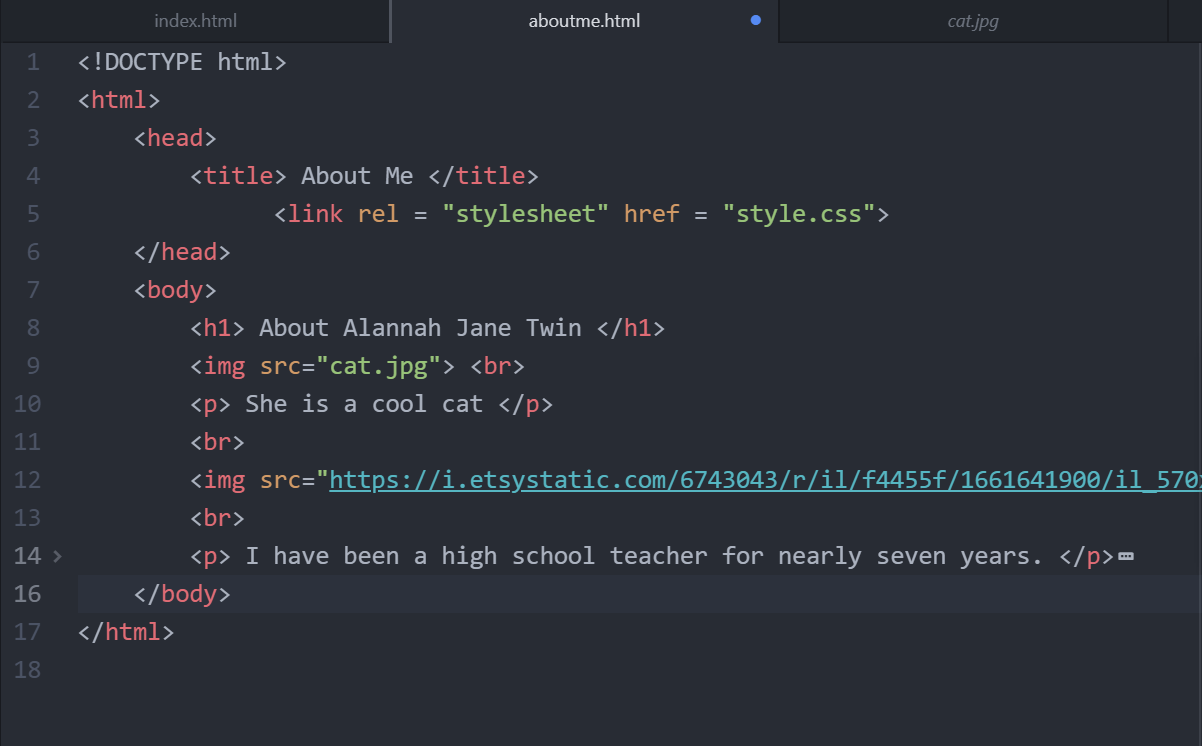 index.html
aboutme.html
cat.jpg
1 <!DOCTYPE html>
2 <html>
3 <head>
4 <title> About Me </title>
5 <link rel = "stylesheet" href = "style.css">
6 </head>
7 <body>
8 <h1> About Alannah Jane Twin </h1>
9 <img src="cat.jpg"> <br>
10 <p> She is a cool cat </p>
11 <br>
12 <img src="https://i.etsystatic.com/6743043/r/il/f4455f/1661641900/il_570x
13 <br>
14 <p> I have been a high school teacher for nearly seven years. </p>
16 </body>
17 </html>
18